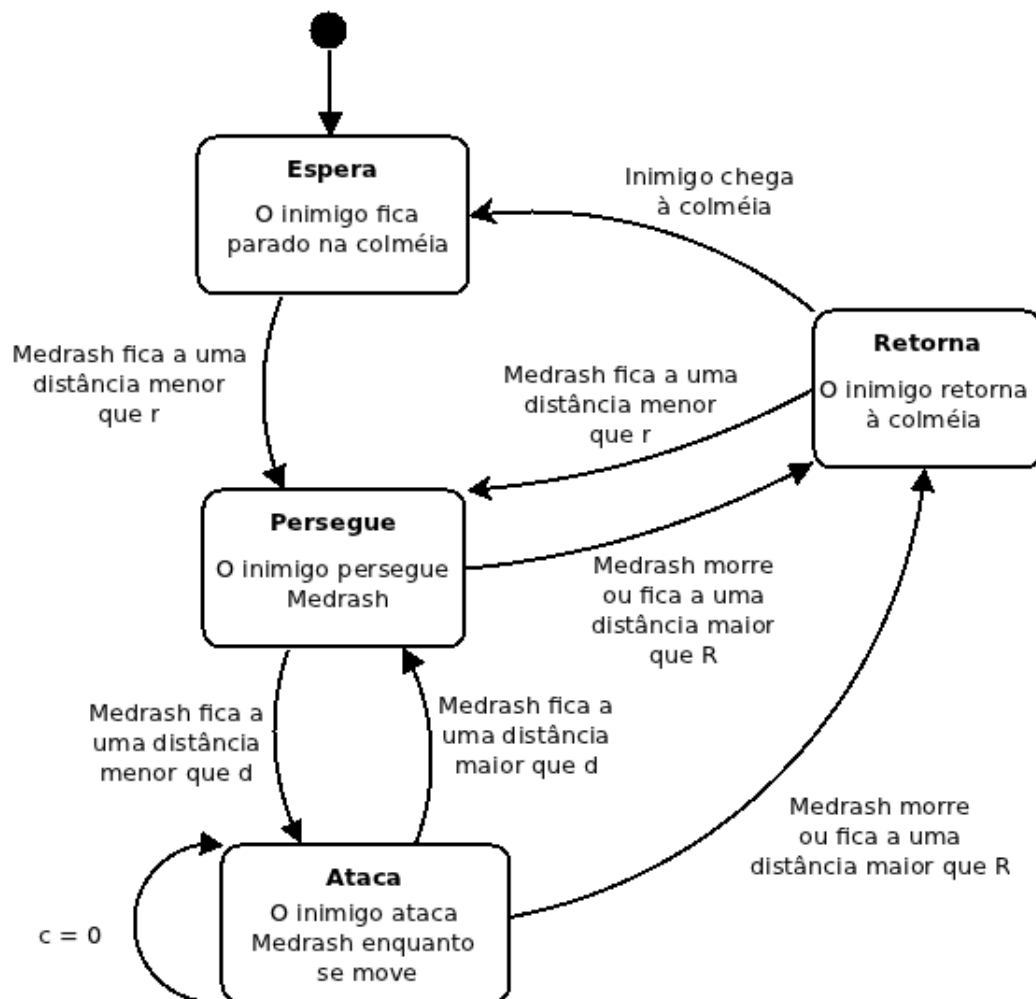 Espera
O inimigo fica
parado na colméia
Inimigo chega
à colméia
Medrash fica a uma
distância menor
que r
Medrash fica a uma
distância menor
que r
Retorna
O inimigo retorna
à colméia
Persegue
O inimigo persegue
Medrash
Medrash morre
ou fica a uma
distância maior
que R
Medrash fica a
uma distância
menor que d
Medrash fica a
uma distância
maior que d
Medrash morre
ou fica a uma
distância maior que R
Ataca
O inimigo ataca
Medrash enquanto
se move
c = 0